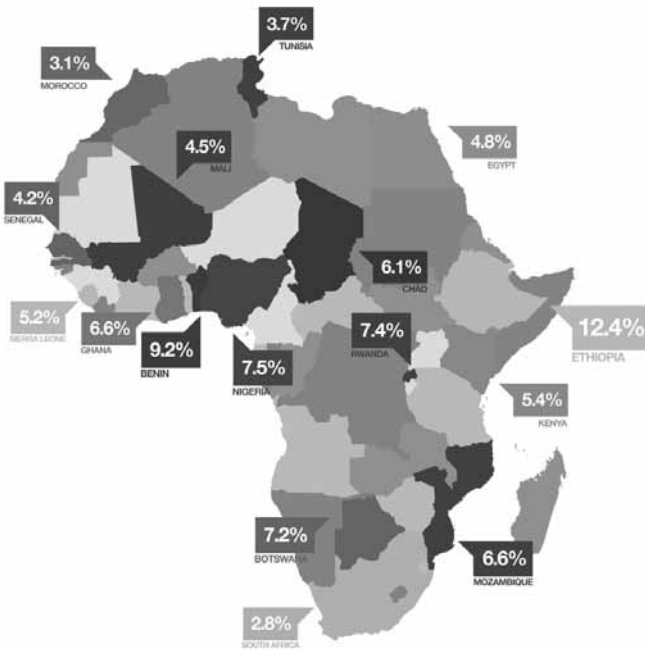 3.7%
TUNISIA
3.1%
MOROCCO
4.5%
MALI
4.8%
EGYPT
4.2%
SENEGAL
6.1%
CHAD
5.2%
SIERRA LEONE
6.6%
GHANA
9.2%
BENIN
7.5%
NIGERIA
7.4%
RWANDA
12.4%
ETHIOPIA
5.4%
KENYA
7.2%
BOTSWANA
6.6%
MOZAMBIQUE
2.8%
SOUTH AFRICA